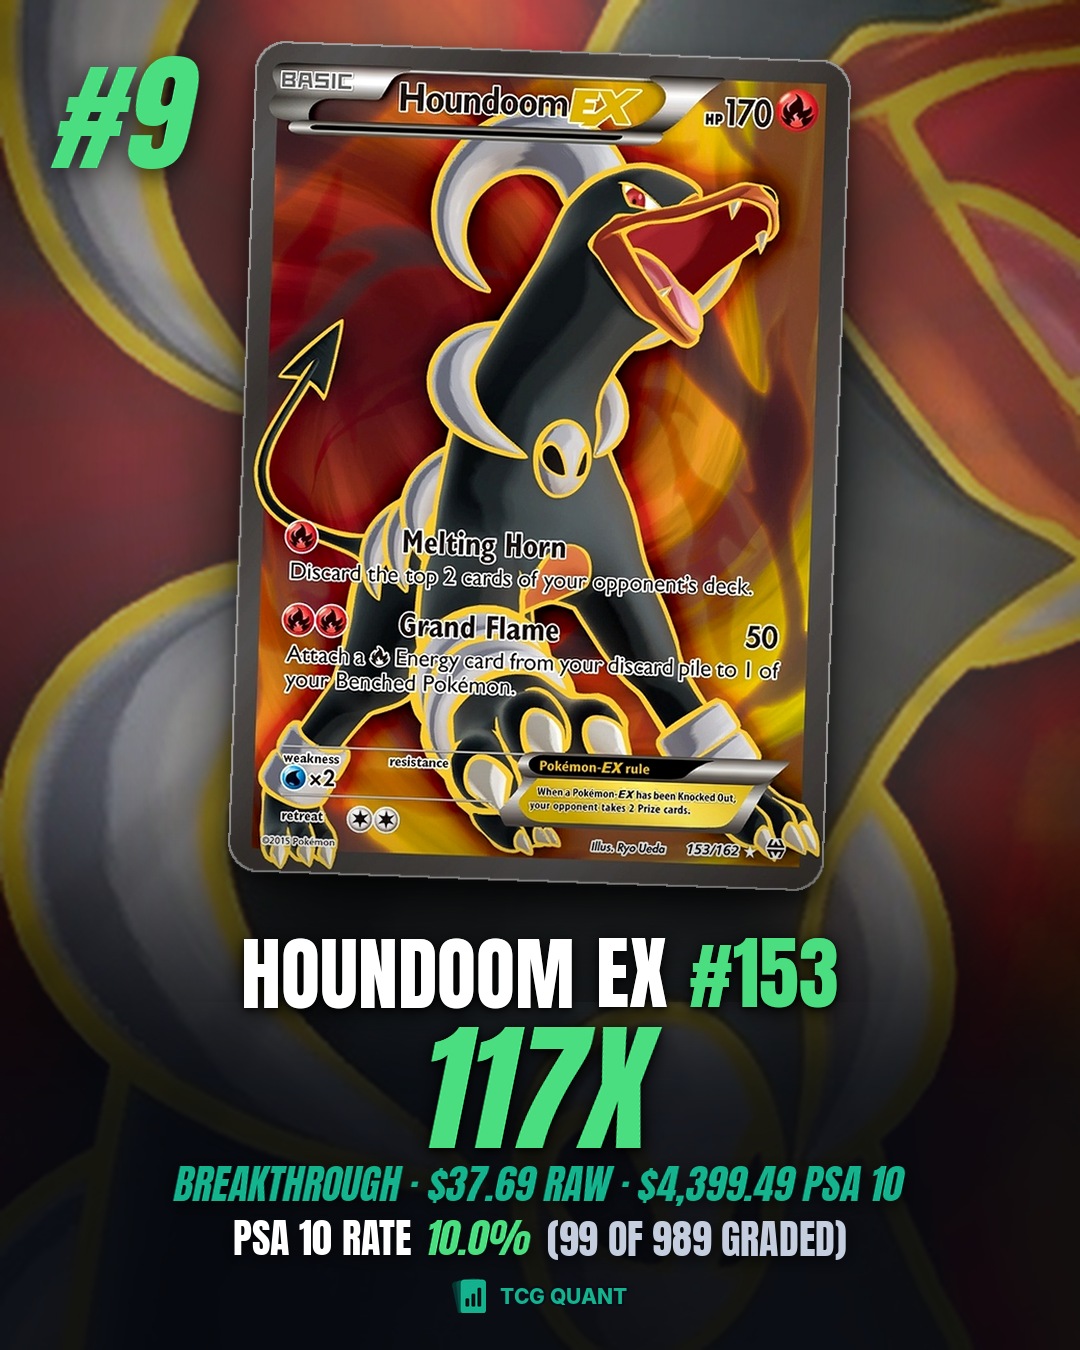 #9
BASIC
Houndoom EX
HP 170
Melting Horn
Discard the top 2 cards of your opponent's deck.
Grand Flame 50
Attach a Energy card from your discard pile to 1 of
your Benched Pokémon.
weakness
×2
resistance
retreat
Pokémon-EX rule
When a Pokémon-EX has been Knocked Out,
your opponent takes 2 Prize cards.
©2015 Pokémon
Illus. Ryo Ueda 153/162
HOUNDOOM EX #153
117X
BREAKTHROUGH · $37.69 RAW · $4,399.49 PSA 10
PSA 10 RATE 10.0% (99 OF 989 GRADED)
TCG QUANT